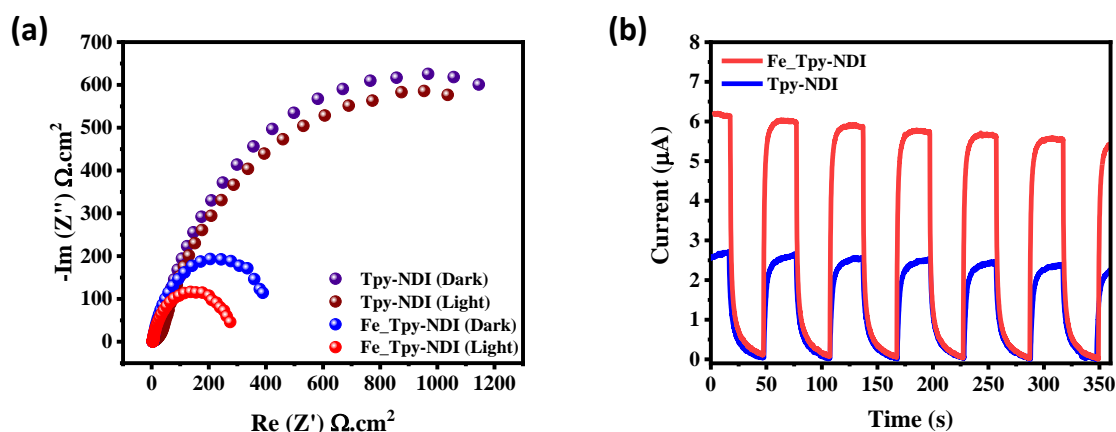 (a)
700
600
500
400
300
200
100
0
-Im (Z'') Ω.cm²
0 200 400 600 800 1000 1200
Re (Z') Ω.cm²
Tpy-NDI (Dark)
Tpy-NDI (Light)
Fe_Tpy-NDI (Dark)
Fe_Tpy-NDI (Light)
(b)
8
7
6
5
4
3
2
1
0
Current (µA)
0 50 100 150 200 250 300 350
Time (s)
Fe_Tpy-NDI
Tpy-NDI